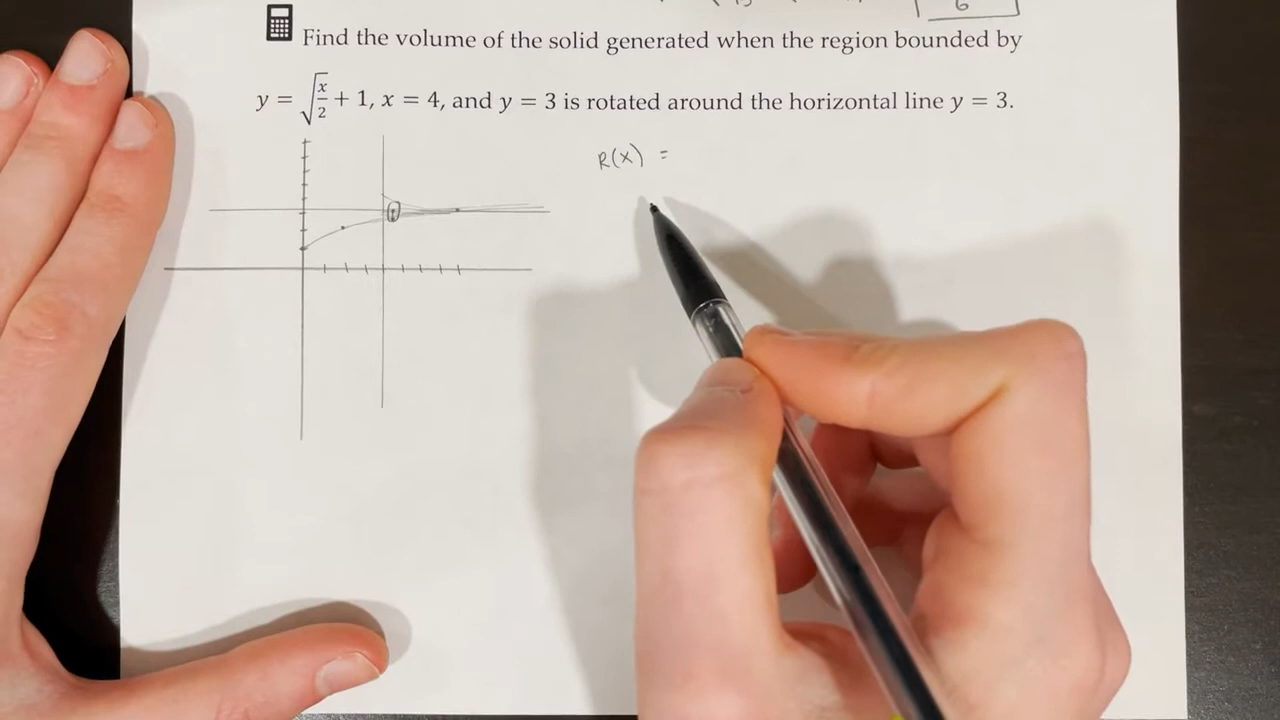 6
Find the volume of the solid generated when the region bounded by
y = √x/2 + 1, x = 4, and y = 3 is rotated around the horizontal line y = 3.
R(x) =